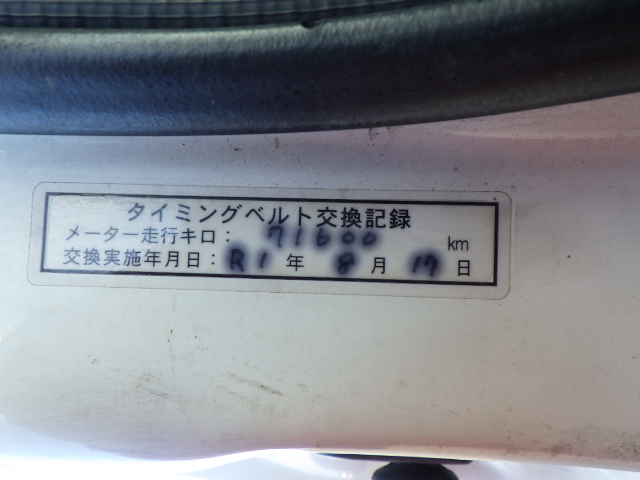 タイミングベルト交換記録
メーター走行キロ： 71600 km
交換実施年月日： R1 年 8 月 17 日